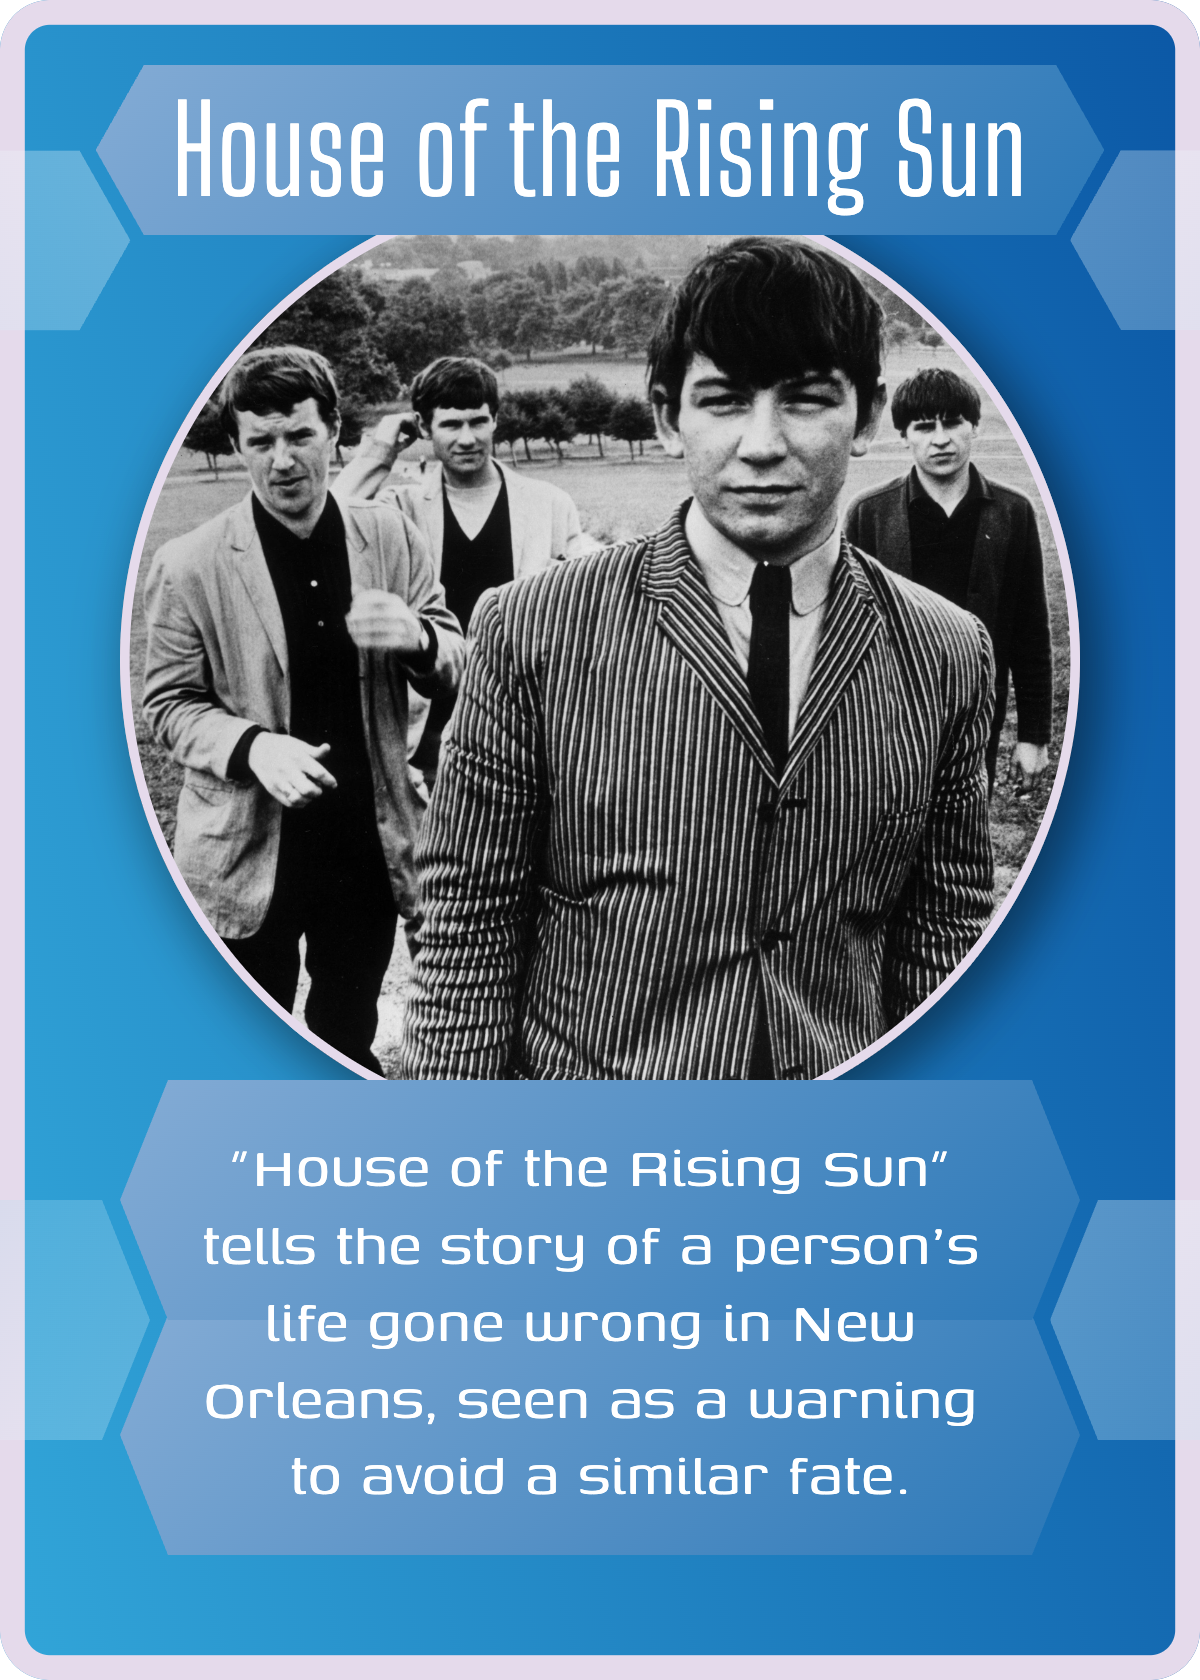 House of the Rising Sun
"House of the Rising Sun"
tells the story of a person's
life gone wrong in New
Orleans, seen as a warning
to avoid a similar fate.